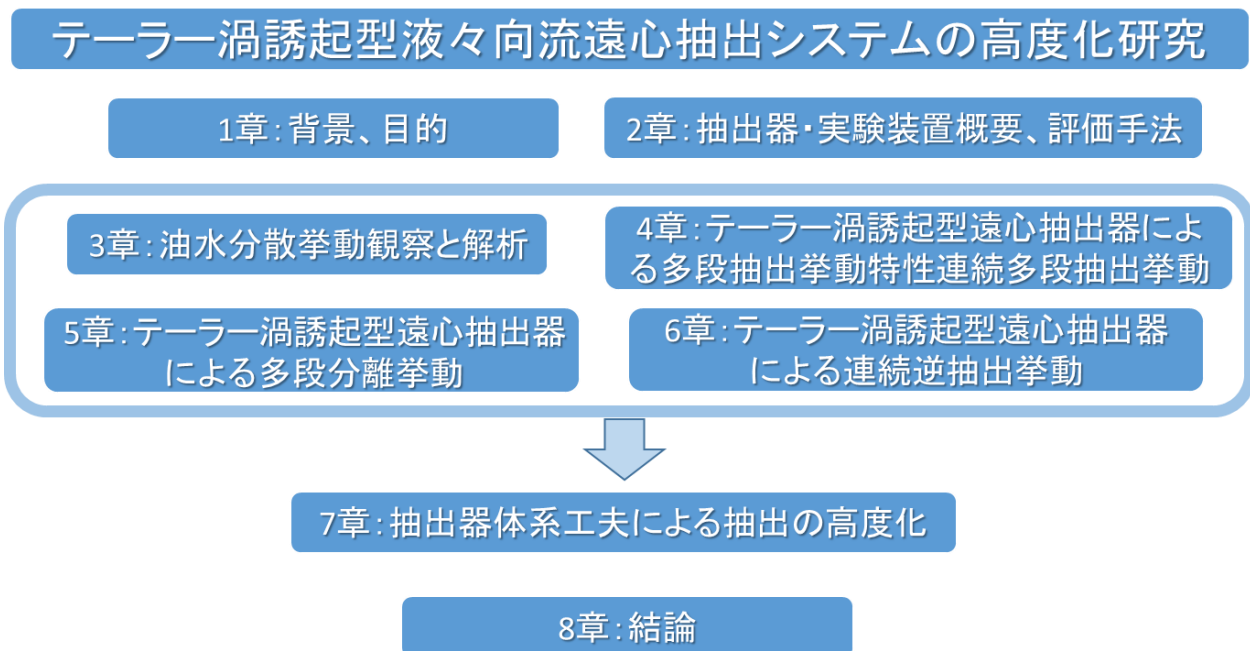 テーラー渦誘起型液々向流遠心抽出システムの高度化研究
1章：背景、目的
2章：抽出器・実験装置概要、評価手法
3章：油水分散挙動観察と解析
4章：テーラー渦誘起型遠心抽出器によ
る多段抽出挙動特性連続多段抽出挙動
5章：テーラー渦誘起型遠心抽出器
による多段分離挙動
6章：テーラー渦誘起型遠心抽出器
による連続逆抽出挙動
7章：抽出器体系工夫による抽出の高度化
8章：結論